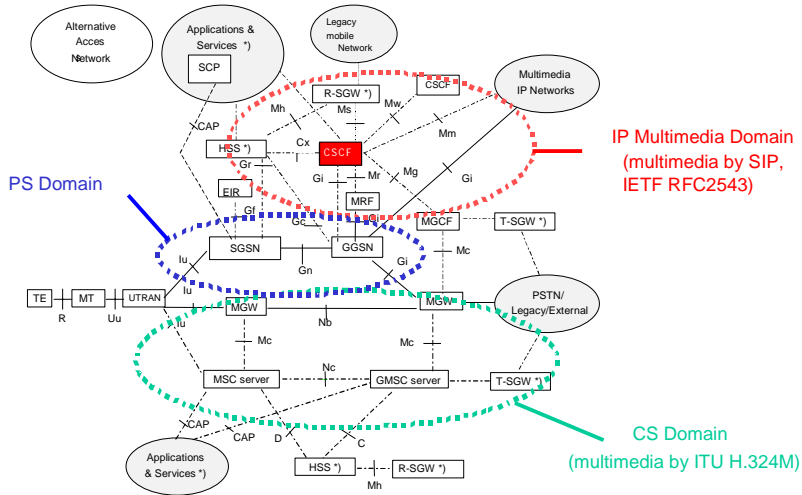 Alternative
Acces
Network
s
Applications &
Services *)
SCP
Legacy
mobile
Network
Multimedia
IP Networks
R-SGW *)
CSCF
CAP
Mh
Ms
Mw
Mm
HSS *)
Cx
CSCF
Gr
Gi
Mr
Mg
Gi
IP Multimedia Domain
(multimedia by SIP,
IETF RFC2543)
PS Domain
EIR
MRF
Gf
Gc
Gi
MGCF
T-SGW *)
SGSN
GGSN
Gn
Iu
Gi
Mc
TE
MT
UTRAN
R
Uu
Iu
Iu
MGW
MGW
Nb
PSTN/
Legacy/External
Mc
Mc
MSC server
Nc
GMSC server
T-SGW *)
CAP
CAP
D
C
Applications
& Services *)
HSS *)
R-SGW *)
Mh
CS Domain
(multimedia by ITU H.324M)